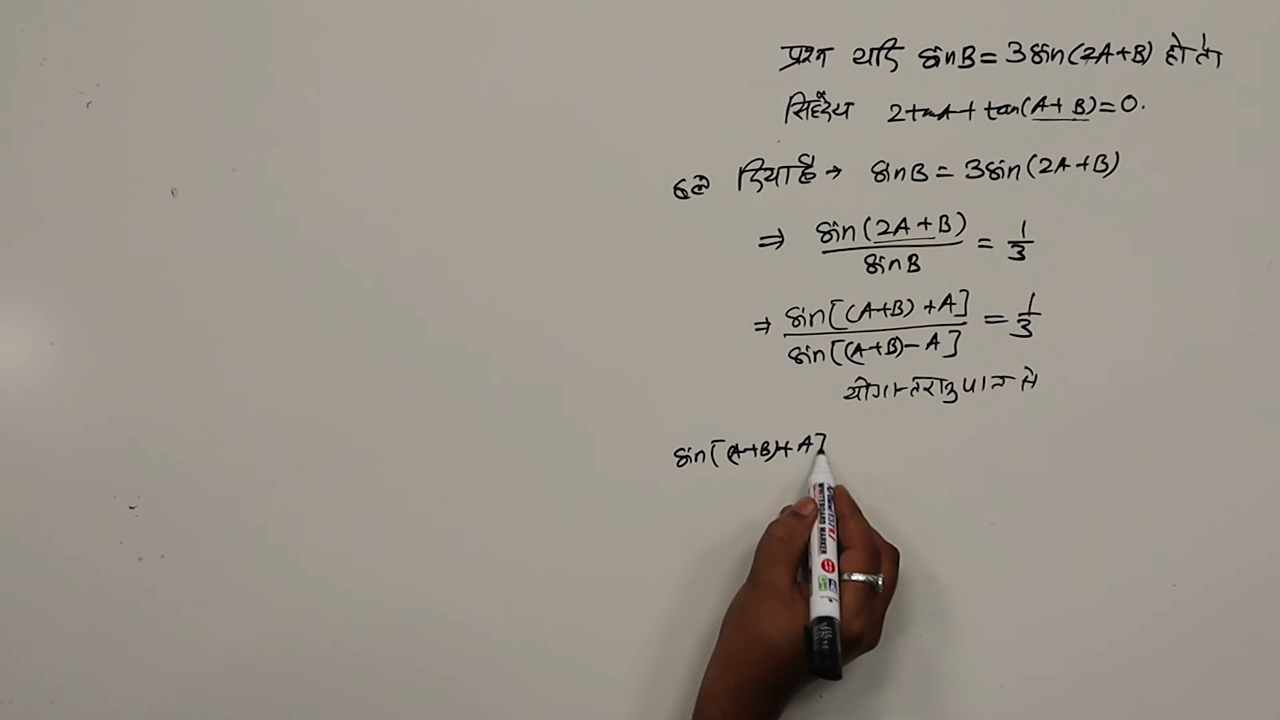 प्रश्न यदि sinB = 3sin(2A+B) हो तो
सिद्ध 2tanA + tan(A+B) = 0.
हल दिया है → sinB = 3sin(2A+B)
⇒ sin(2A+B)/sinB = 1/3
⇒ sin[(A+B)+A]/sin[(A+B)-A] = 1/3
योगान्तरानुपात से
sin[(A+B)+A]